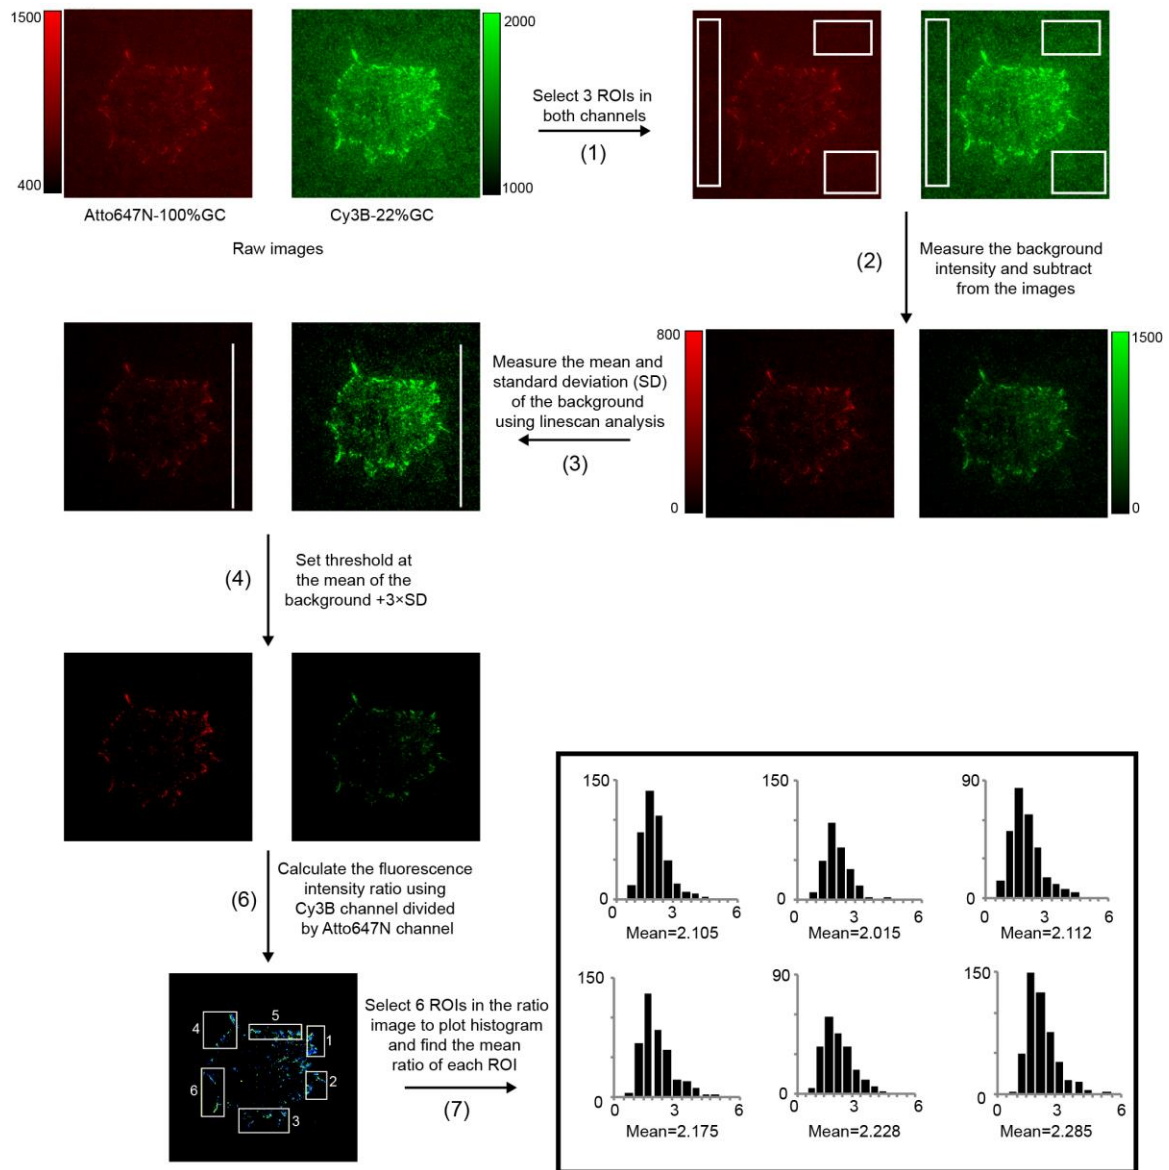 1500
400
2000
1000
Atto647N-100%GC
Cy3B-22%GC
Raw images
Select 3 ROIs in
both channels
(1)
(2)
Measure the background
intensity and subtract
from the images
800
0
1500
0
Measure the mean and
standard deviation (SD)
of the background
using linescan analysis
(3)
(4)
Set threshold at
the mean of the
background +3×SD
(6)
Calculate the fluorescence
intensity ratio using
Cy3B channel divided
by Atto647N channel
4
5
1
2
6
3
Select 6 ROIs in the ratio
image to plot histogram
and find the mean
ratio of each ROI
(7)
150
0
0 3 6
Mean=2.105
150
0
0 3 6
Mean=2.015
90
0
0 3 6
Mean=2.112
150
0
0 3 6
Mean=2.175
90
0
0 3 6
Mean=2.228
150
0
0 3 6
Mean=2.285